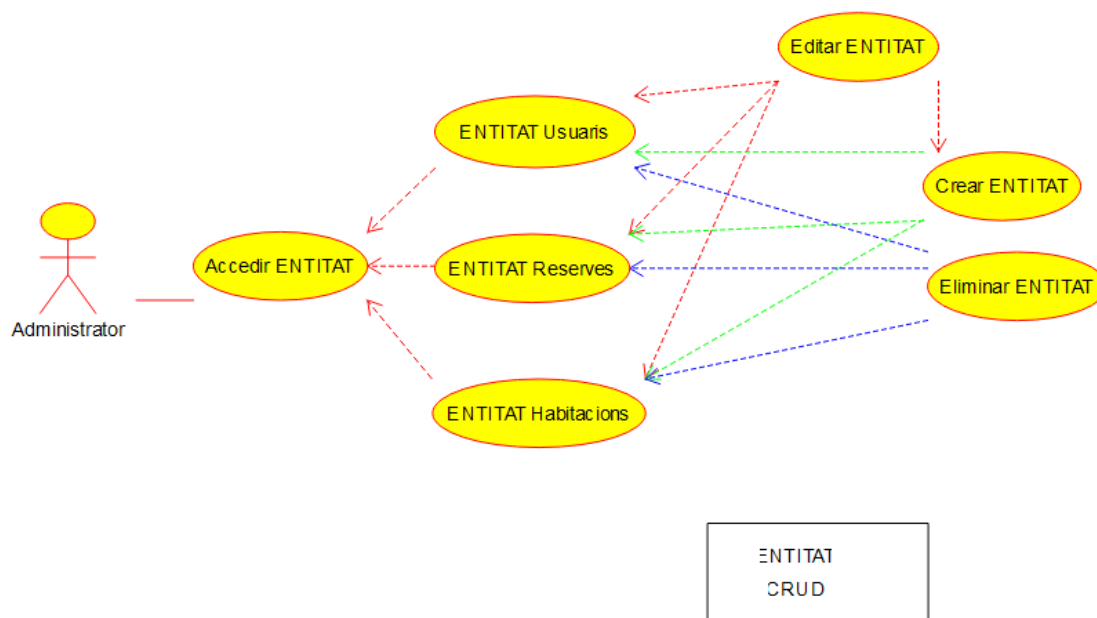 Editar ENTITAT
ENTITAT Usuaris
Crear ENTITAT
Accedir ENTITAT
ENTITAT Reserves
Eliminar ENTITAT
Administrator
ENTITAT Habitacions
ENTITAT
CRUD